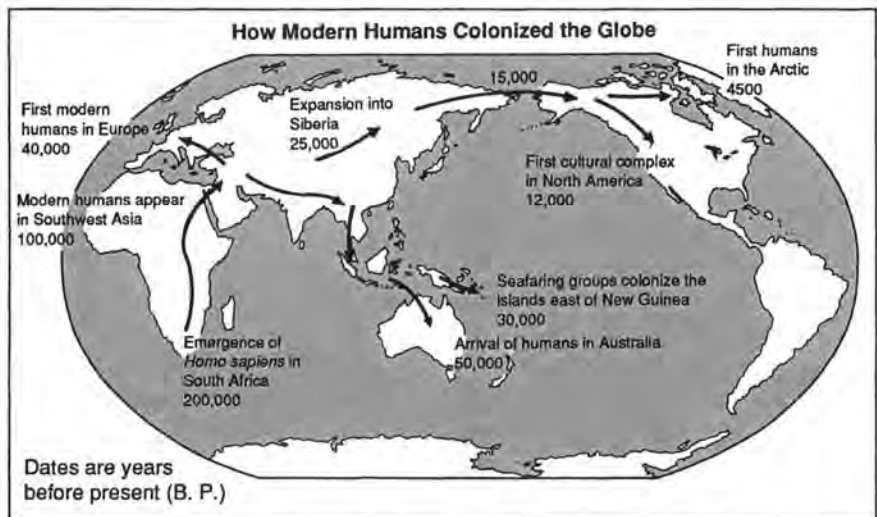 How Modern Humans Colonized the Globe
First humans
in the Arctic
4500
15,000
Expansion into
Siberia
25,000
First modern
humans in Europe
40,000
First cultural complex
in North America
12,000
Modern humans appear
in Southwest Asia
100,000
Seafaring groups colonize the
islands east of New Guinea
30,000
Arrival of humans in Australia
50,000
Emergence of
Homo sapiens in
South Africa
200,000
Dates are years
before present (B. P.)